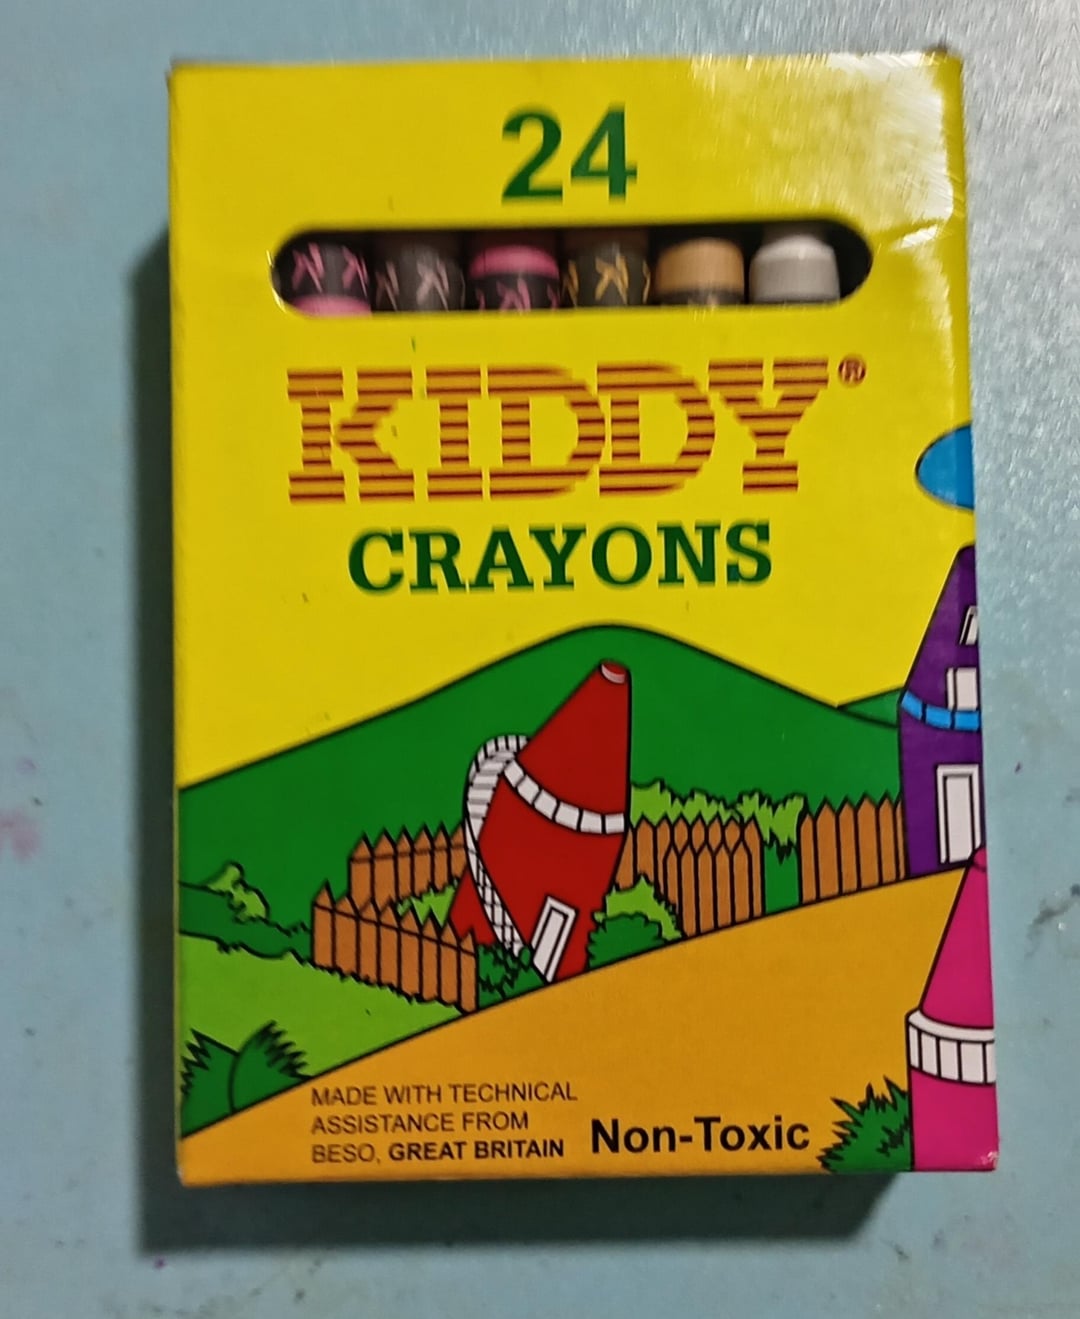 24
KIDDY®
CRAYONS
MADE WITH TECHNICAL
ASSISTANCE FROM
BESO, GREAT BRITAIN
Non-Toxic